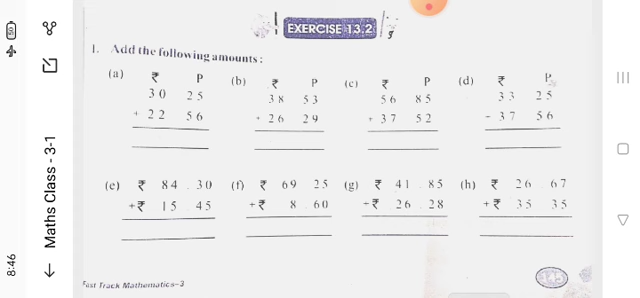 EXERCISE 13.2
1. Add the following amounts :
(a) ₹ P (b) ₹ P (c) ₹ P (d) ₹ P
30 25 38 53 56 85 33 25
+ 22 56 + 26 29 + 37 52 - 37 56
(e) ₹ 84 . 30 (f) ₹ 69 25 (g) ₹ 41 . 85 (h) ₹ 26 . 67
+₹ 15 45 +₹ 8 . 60 +₹ 26 . 28 +₹ 35 35
Fast Track Mathematics-3
145
Maths Class - 3-1
8:46
50